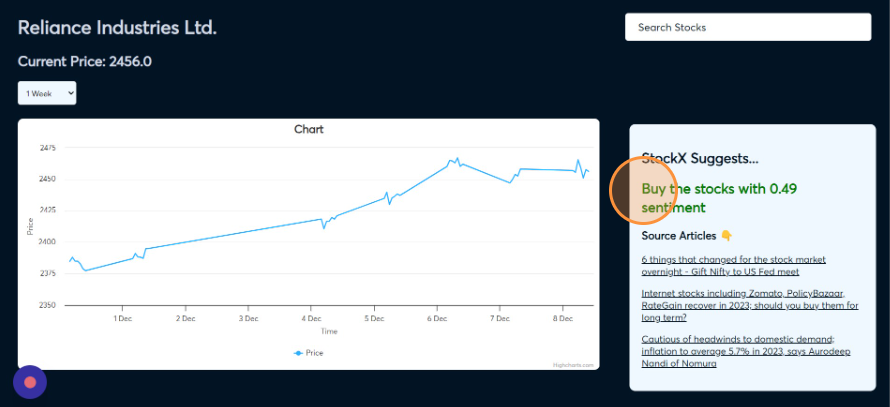 Reliance Industries Ltd.
Search Stocks
Current Price: 2456.0
1 Week
Chart
2475
2450
2425
2400
2375
2350
Price
1 Dec
2 Dec
3 Dec
4 Dec
5 Dec
6 Dec
7 Dec
8 Dec
Time
Price
Highcharts.com
StockX Suggests...
Buy the stocks with 0.49
sentiment
Source Articles 👇
6 things that changed for the stock market
overnight - Gift Nifty to US Fed meet
Internet stocks including Zomato, PolicyBazaar,
RateGain recover in 2023; should you buy them for
long term?
Cautious of headwinds to domestic demand;
inflation to average 5.7% in 2023, says Aurodeep
Nandi of Nomura